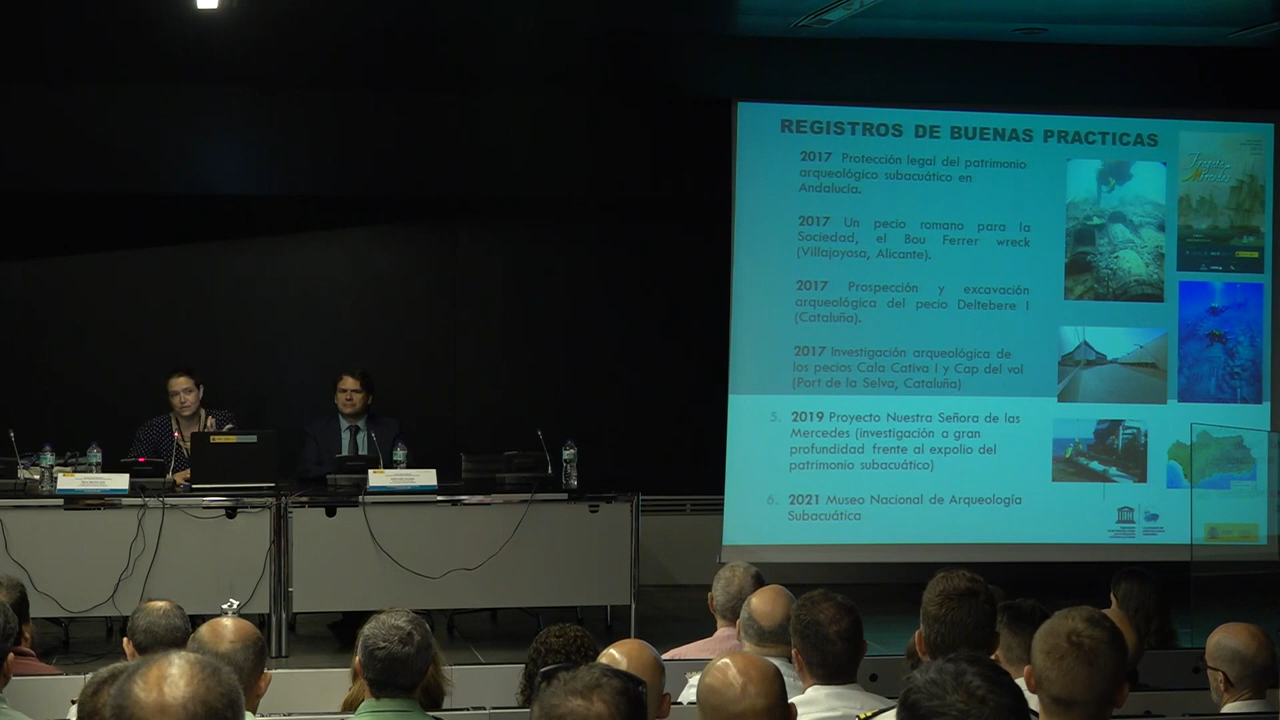 REGISTROS DE BUENAS PRACTICAS
2017 Protección legal del patrimonio
arqueológico subacuático en
Andalucía.
2017 Un pecio romano para la
Sociedad, el Bou Ferrer wreck
(Villajoyosa, Alicante).
2017 Prospección y excavación
arqueológica del pecio Deltebere I
(Cataluña).
2017 Investigación arqueológica de
los pecios Cala Cativa I y Cap del vol
(Port de la Selva, Cataluña)
5. 2019 Proyecto Nuestra Señora de las
Mercedes (investigación a gran
profundidad frente al expolio del
patrimonio subacuático)
6. 2021 Museo Nacional de Arqueología
Subacuática